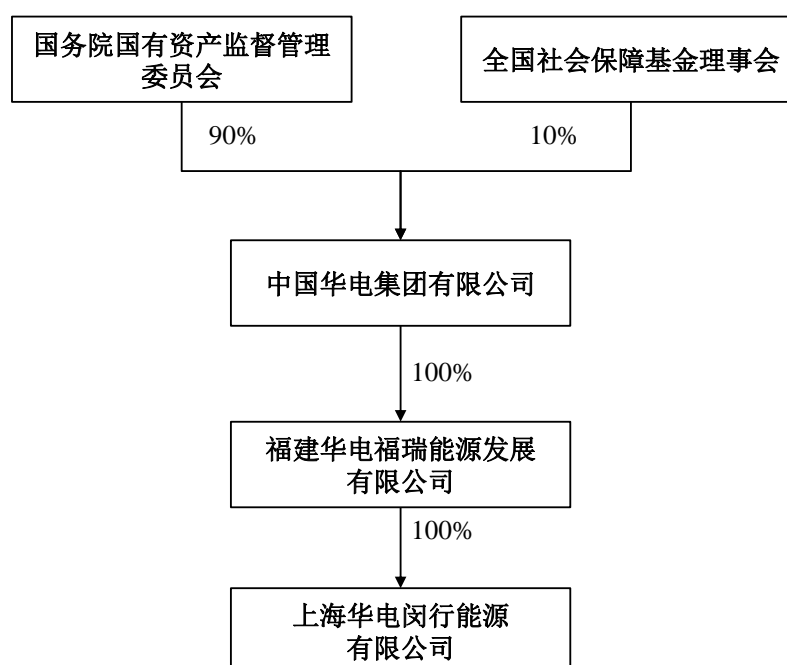 国务院国有资产监督管理
委员会
全国社会保障基金理事会
90%
10%
中国华电集团有限公司
100%
福建华电福瑞能源发展
有限公司
100%
上海华电闵行能源
有限公司